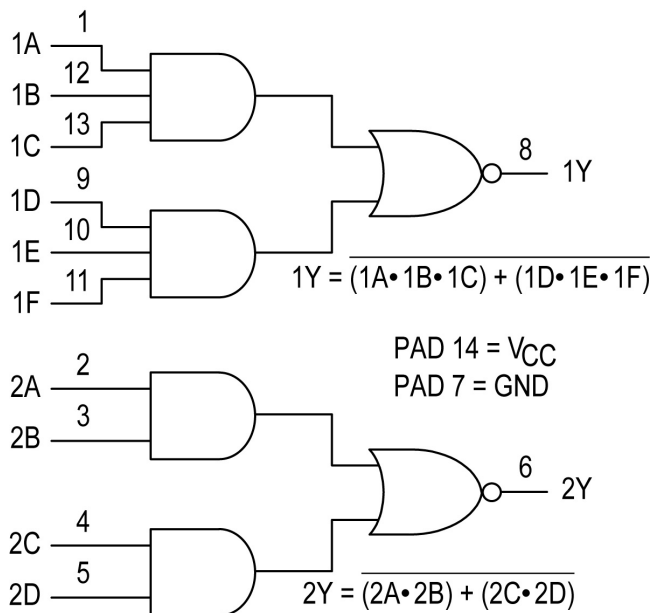 1
1A
12
1B
13
1C
9
1D
10
1E
11
1F
8
1Y
1Y = (1A• 1B• 1C) + (1D• 1E• 1F)
PAD 14 = VCC
PAD 7 = GND
2
2A
3
2B
4
2C
5
2D
6
2Y
2Y = (2A• 2B) + (2C• 2D)